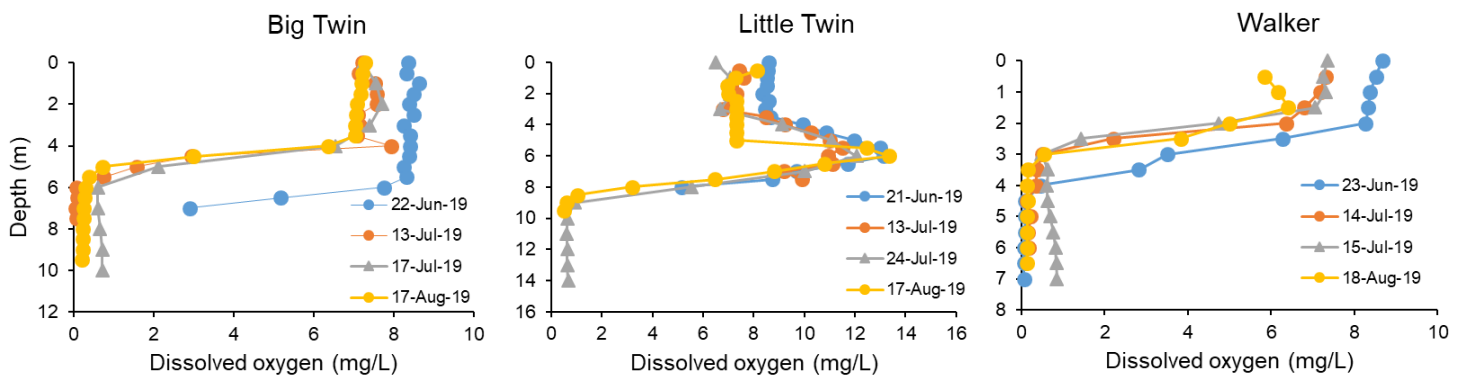 Big Twin
0
2
4
6
8
10
12
Depth (m)
0 2 4 6 8 10
Dissolved oxygen (mg/L)
22-Jun-19
13-Jul-19
17-Jul-19
17-Aug-19
Little Twin
0
2
4
6
8
10
12
14
16
0 2 4 6 8 10 12 14 16
Dissolved oxygen (mg/L)
21-Jun-19
13-Jul-19
24-Jul-19
17-Aug-19
Walker
0
1
2
3
4
5
6
7
8
0 2 4 6 8 10
Dissolved oxygen (mg/L)
23-Jun-19
14-Jul-19
15-Jul-19
18-Aug-19